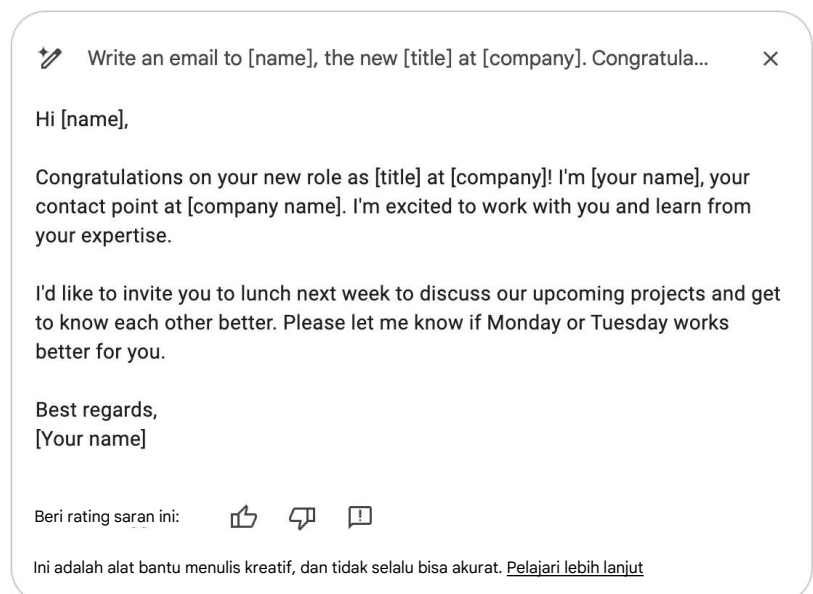 Write an email to [name], the new [title] at [company]. Congratula...
Hi [name],
Congratulations on your new role as [title] at [company]! I'm [your name], your
contact point at [company name]. I'm excited to work with you and learn from
your expertise.
I'd like to invite you to lunch next week to discuss our upcoming projects and get
to know each other better. Please let me know if Monday or Tuesday works
better for you.
Best regards,
[Your name]
Beri rating saran ini:
Ini adalah alat bantu menulis kreatif, dan tidak selalu bisa akurat. Pelajari lebih lanjut